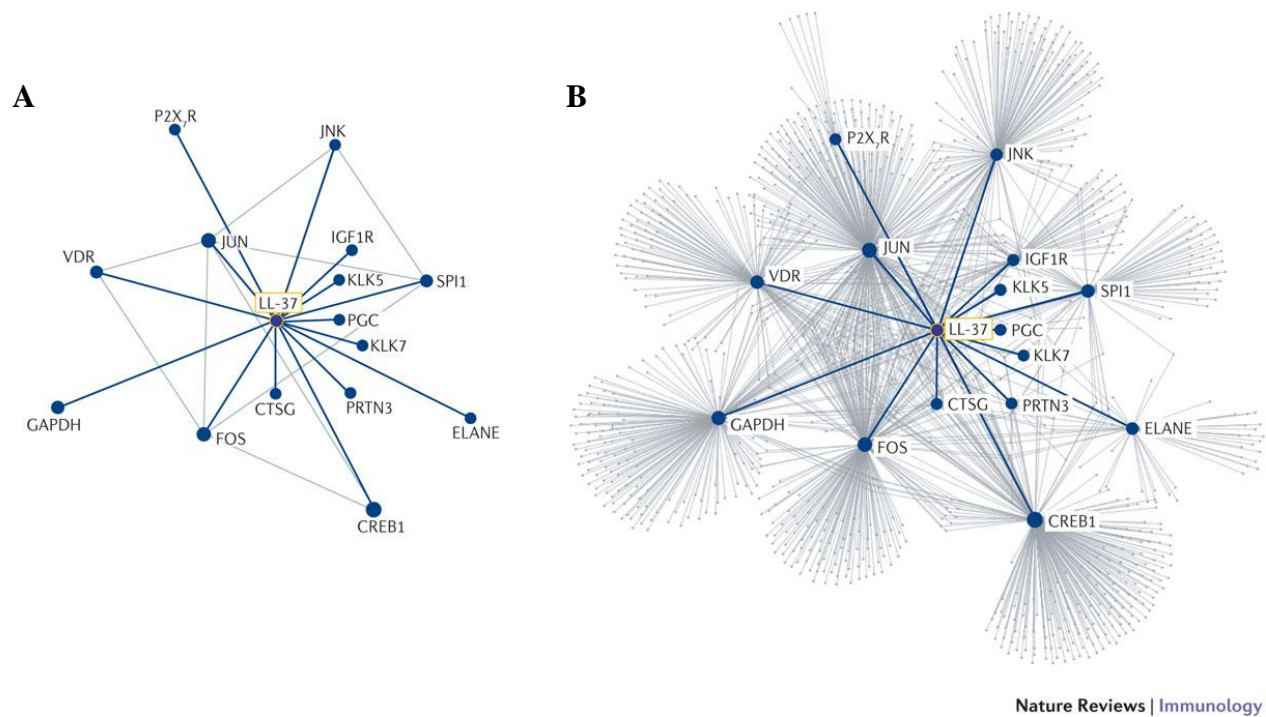 A
P2X₇R
JNK
JUN
IGF1R
VDR
KLK5
SPI1
LL-37
PGC
KLK7
CTSG
PRTN3
GAPDH
FOS
ELANE
CREB1
B
P2X₇R
JNK
JUN
IGF1R
VDR
KLK5
SPI1
LL-37
PGC
KLK7
CTSG
PRTN3
GAPDH
ELANE
FOS
CREB1
Nature Reviews | Immunology